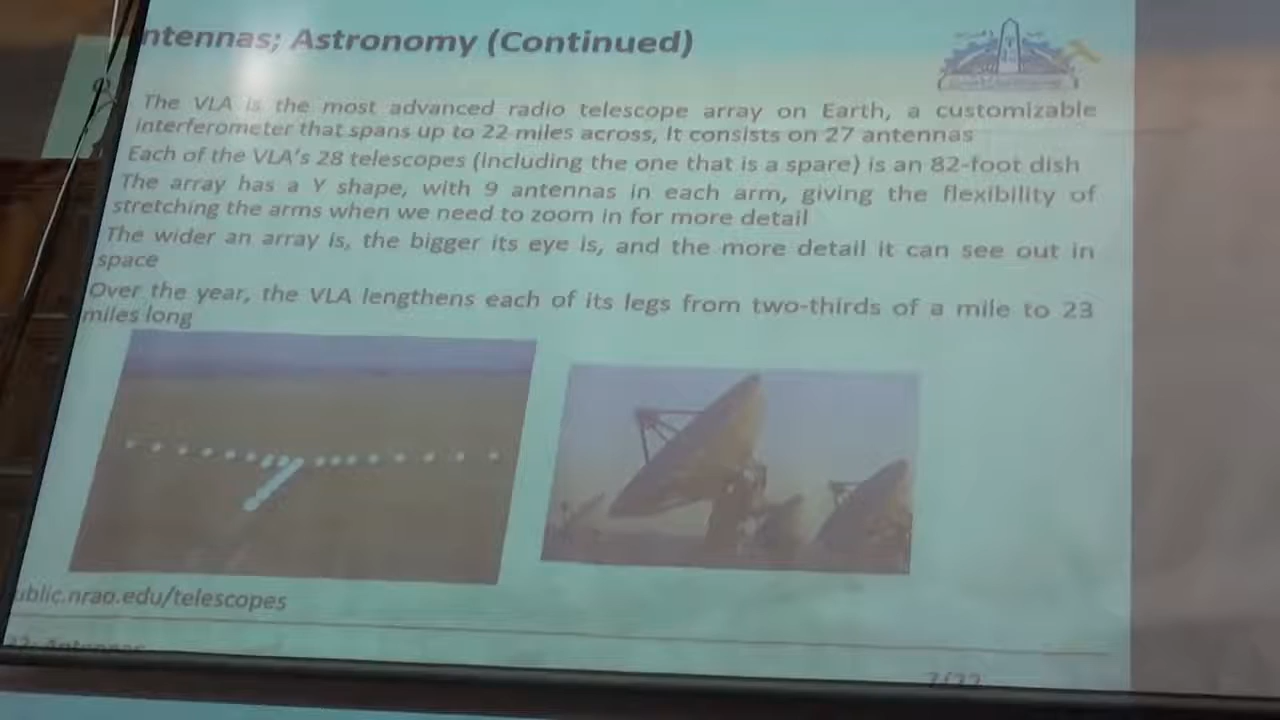 ntennas; Astronomy (Continued)
The VLA is the most advanced radio telescope array on Earth, a customizable
interferometer that spans up to 22 miles across, It consists on 27 antennas
Each of the VLA's 28 telescopes (including the one that is a spare) is an 82-foot dish
The array has a Y shape, with 9 antennas in each arm, giving the flexibility of
stretching the arms when we need to zoom in for more detail
The wider an array is, the bigger its eye is, and the more detail it can see out in
space
Over the year, the VLA lengthens each of its legs from two-thirds of a mile to 23
miles long
ublic.nrao.edu/telescopes